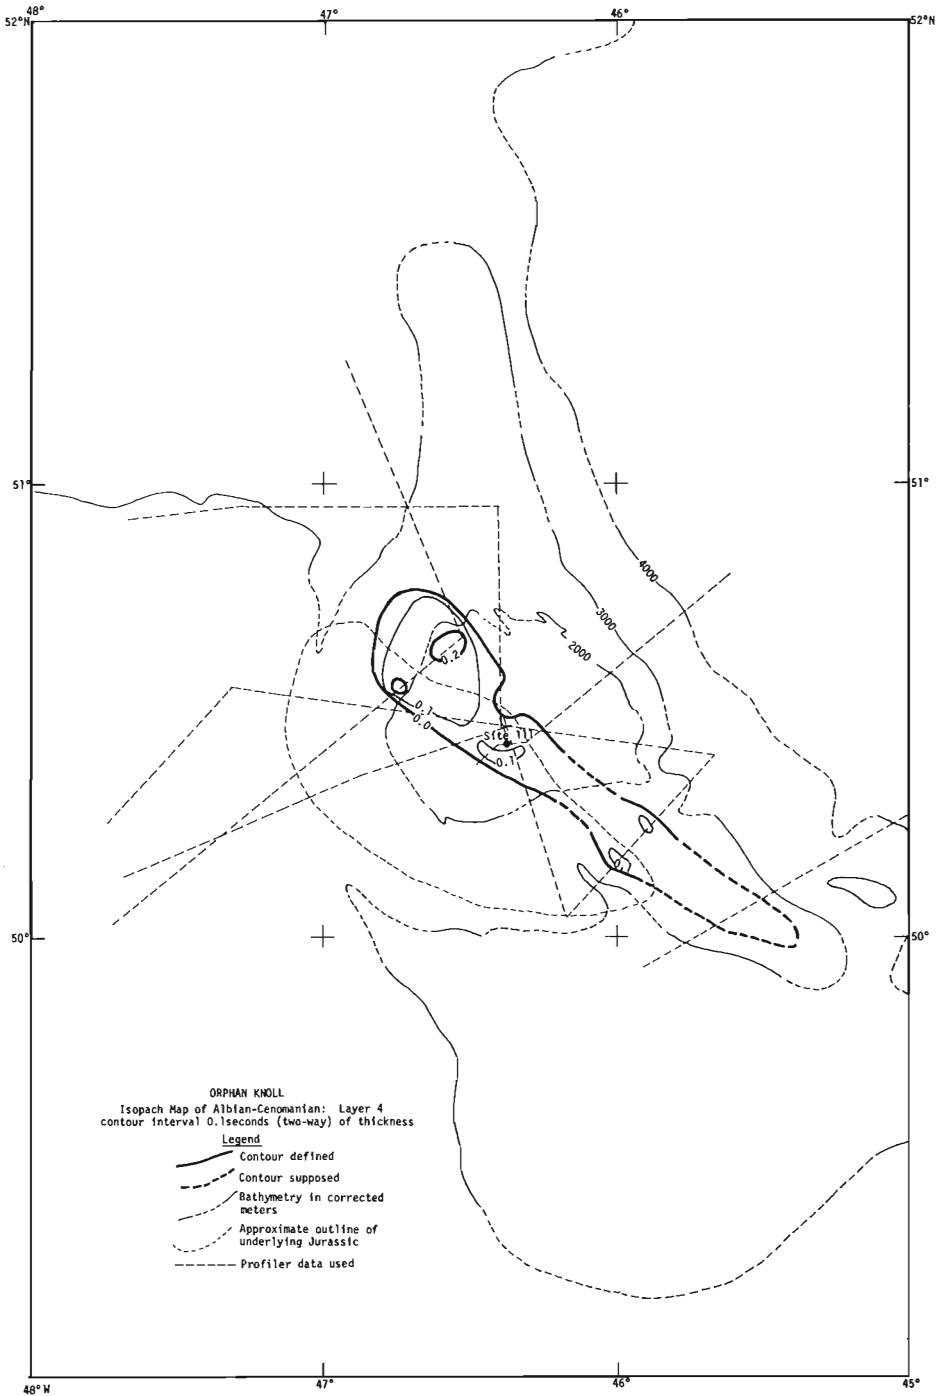 48°
47°
46°
52°N
52°N
51°
51°
4000
3000
2000
0.2
0.1
0.0
Site 111
0.1
0.1
50°
50°
ORPHAN KNOLL
Isopach Map of Albian-Cenomanian: Layer 4
contour interval 0.1seconds (two-way) of thickness
Legend
Contour defined
Contour supposed
Bathymetry in corrected
meters
Approximate outline of
underlying Jurassic
Profiler data used
48°W
47°
46°
45°